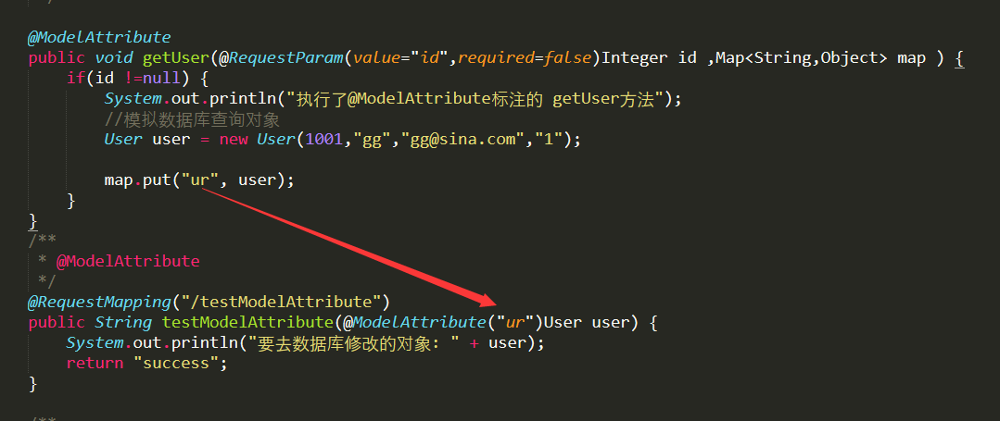 */
@ModelAttribute
public void getUser(@RequestParam(value="id",required=false)Integer id ,Map<String,Object> map ) {
if(id !=null) {
System.out.println("执行了@ModelAttribute标注的 getUser方法");
//模拟数据库查询对象
User user = new User(1001,"gg","gg@sina.com","1");
map.put("ur", user);
}
}
/**
* @ModelAttribute
*/
@RequestMapping("/testModelAttribute")
public String testModelAttribute(@ModelAttribute("ur")User user) {
System.out.println("要去数据库修改的对象: " + user);
return "success";
}
/**